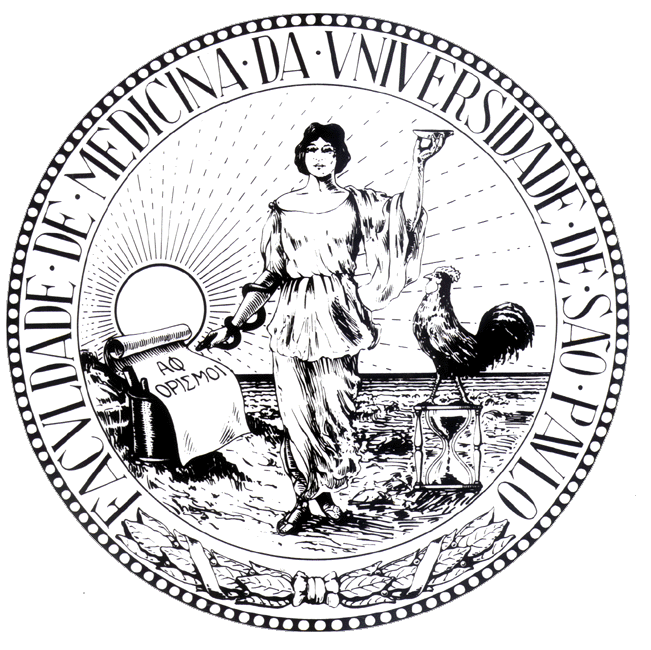 FACVLDADE·DE·MEDICINA·DA·VNIVERSIDADE·DE·SÃO·PAVLO
ΑΦ
ΟΡΙΣΜΟΙ